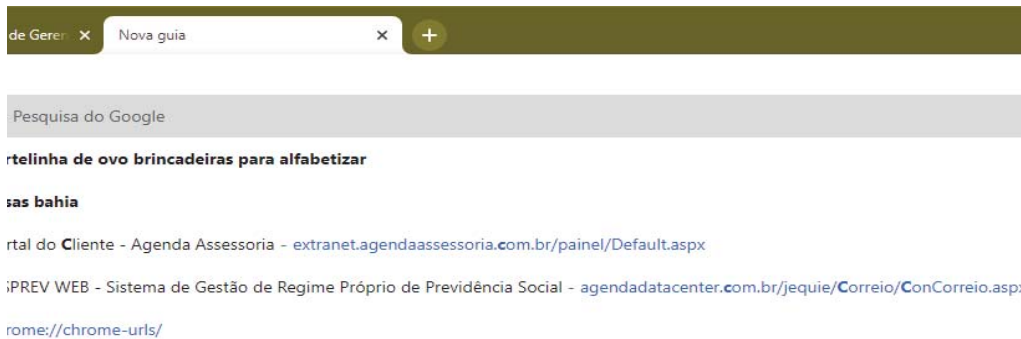 de Geren Nova guia
Pesquisa do Google
rtelinha de ovo brincadeiras para alfabetizar
sas bahia
rtal do Cliente - Agenda Assessoria - extranet.agendaassessoria.com.br/painel/Default.aspx
SPREV WEB - Sistema de Gestão de Regime Próprio de Previdência Social - agendadatacenter.com.br/jequie/Correio/ConCorreio.aspx
rome://chrome-urls/